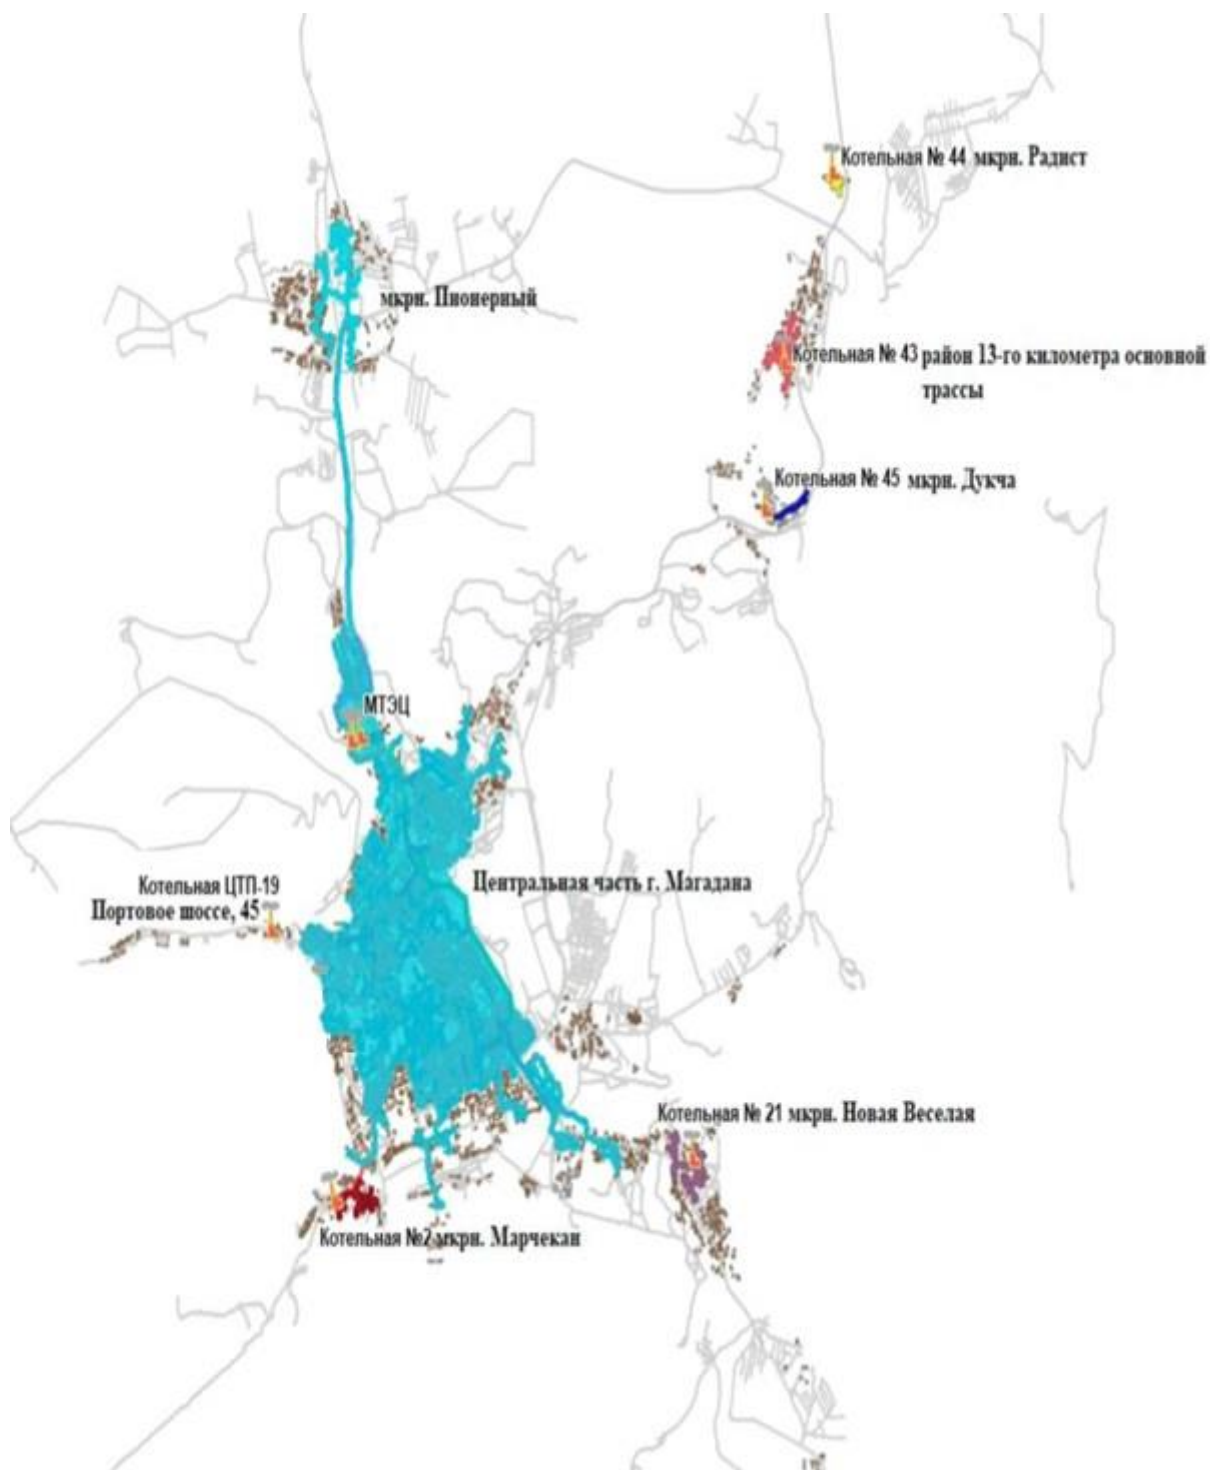 Котельная № 44 мкрн. Радист
мкрн. Пионерный
Котельная № 43 район 13-го километра основной
трассы
Котельная № 45 мкрн. Дукча
МТЭЦ
Котельная ЦТП-19
Портовое шоссе, 45
Центральная часть г. Магадана
Котельная № 21 мкрн. Новая Веселая
Котельная №2 мкрн. Марчекан